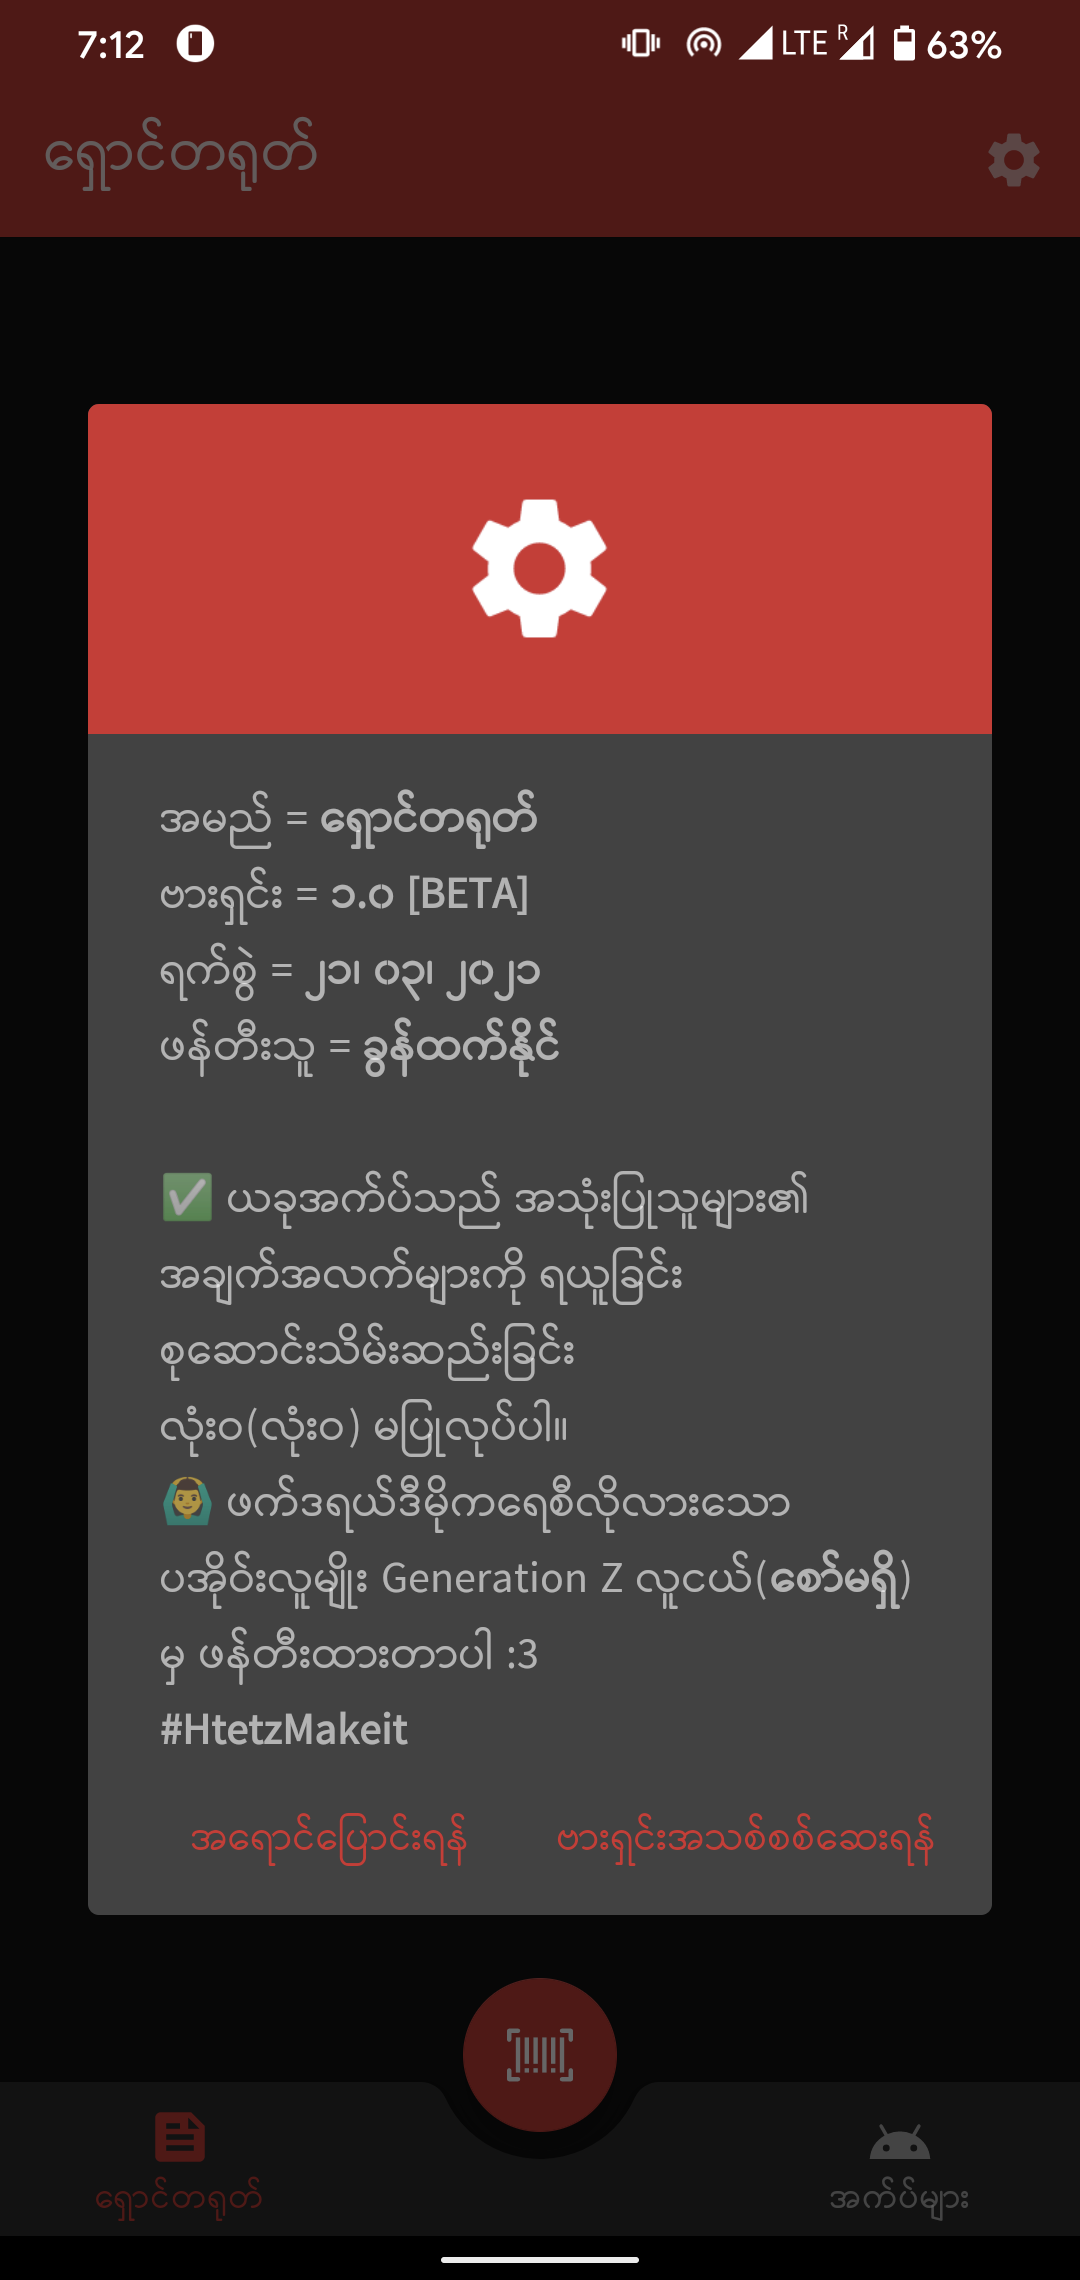 7:12 LTE R 63%
ရှောင်တရုတ်
အမည် = ရှောင်တရုတ်
ဗားရှင်း = ၁.၀ [BETA]
ရက်စွဲ = ၂၁၊ ၀၃၊ ၂၀၂၁
ဖန်တီးသူ = ခွန်ထက်နိုင်
✅ ယခုအက်ပ်သည် အသုံးပြုသူများ၏
အချက်အလက်များကို ရယူခြင်း
စုဆောင်းသိမ်းဆည်းခြင်း
လုံးဝ(လုံးဝ) မပြုလုပ်ပါ။
🙆‍♂️ ဖက်ဒရယ်ဒီမိုကရေစီလိုလားသော
ပအိုဝ်းလူမျိုး Generation Z လူငယ်(စော်မရှိ)
မှ ဖန်တီးထားတာပါ :3
#HtetzMakeit
အရောင်ပြောင်းရန် ဗားရှင်းအသစ်စစ်ဆေးရန်
ရှောင်တရုတ် အက်ပ်များ